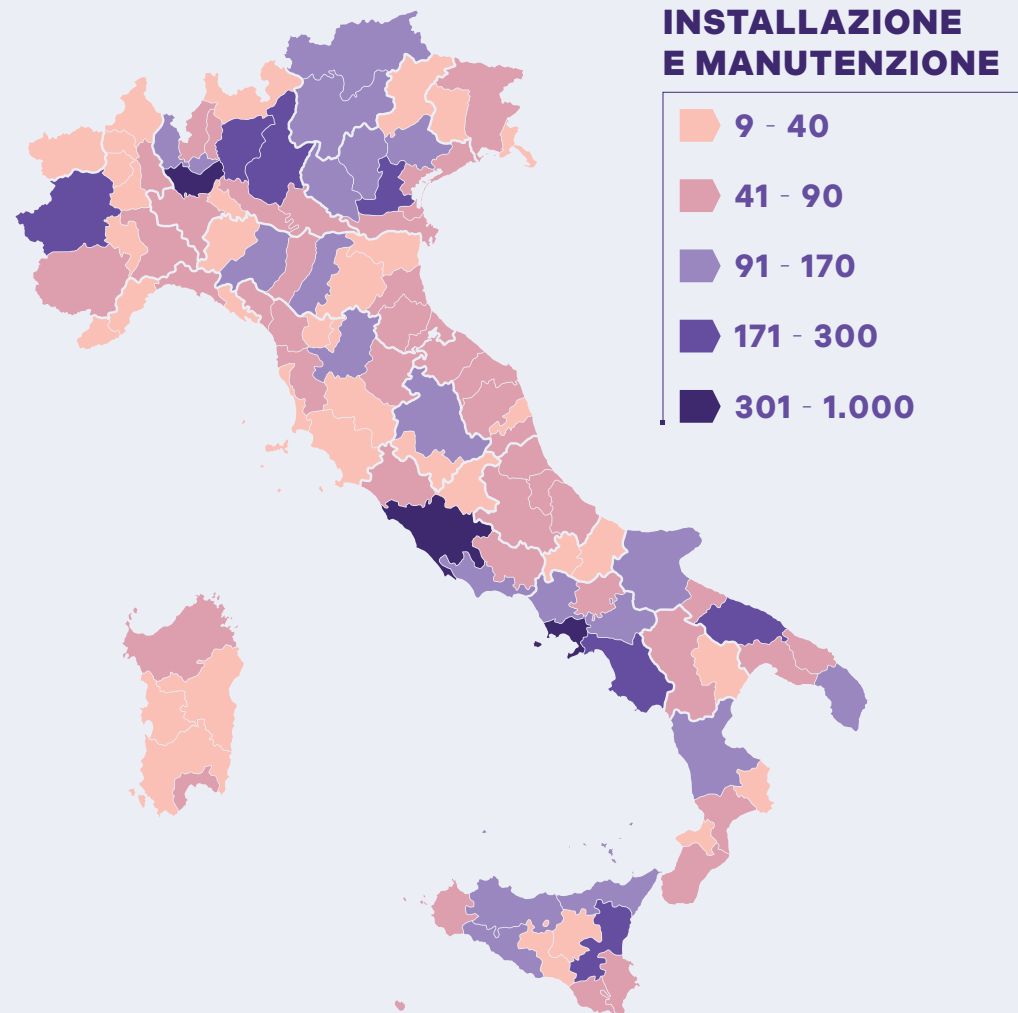 INSTALLAZIONE
E MANUTENZIONE
9 - 40
41 - 90
91 - 170
171 - 300
301 - 1.000